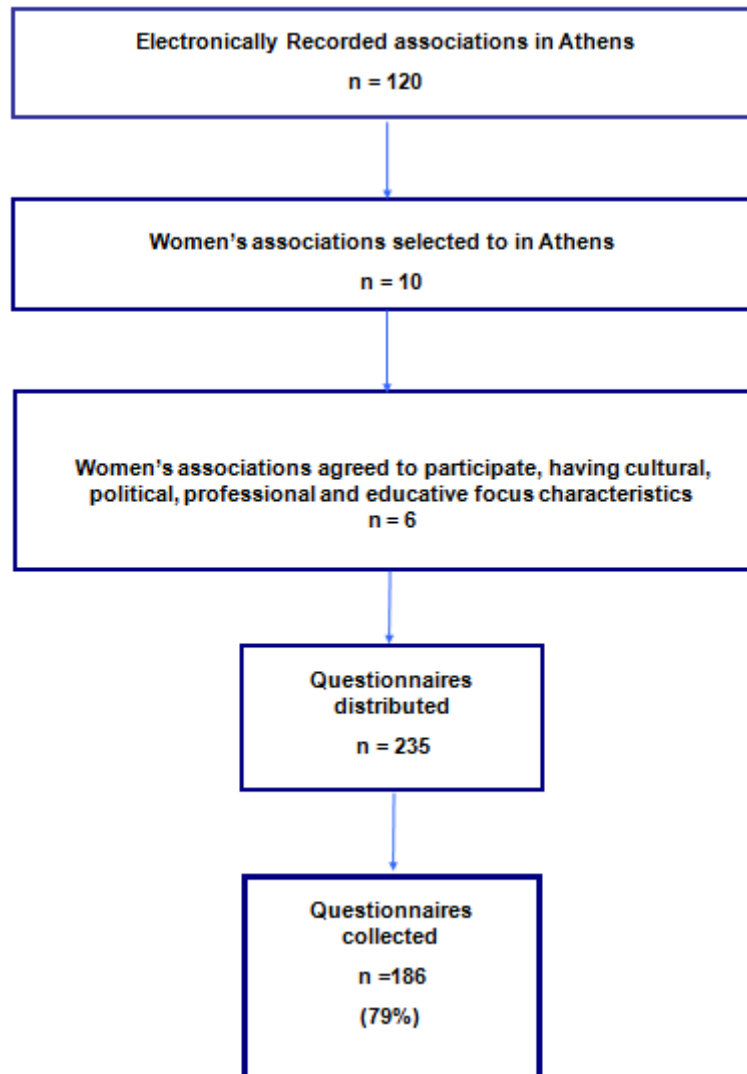 Electronically Recorded associations in Athens
n = 120
Women's associations selected to in Athens
n = 10
Women's associations agreed to participate, having cultural,
political, professional and educative focus characteristics
n = 6
Questionnaires
distributed
n = 235
Questionnaires
collected
n =186
(79%)